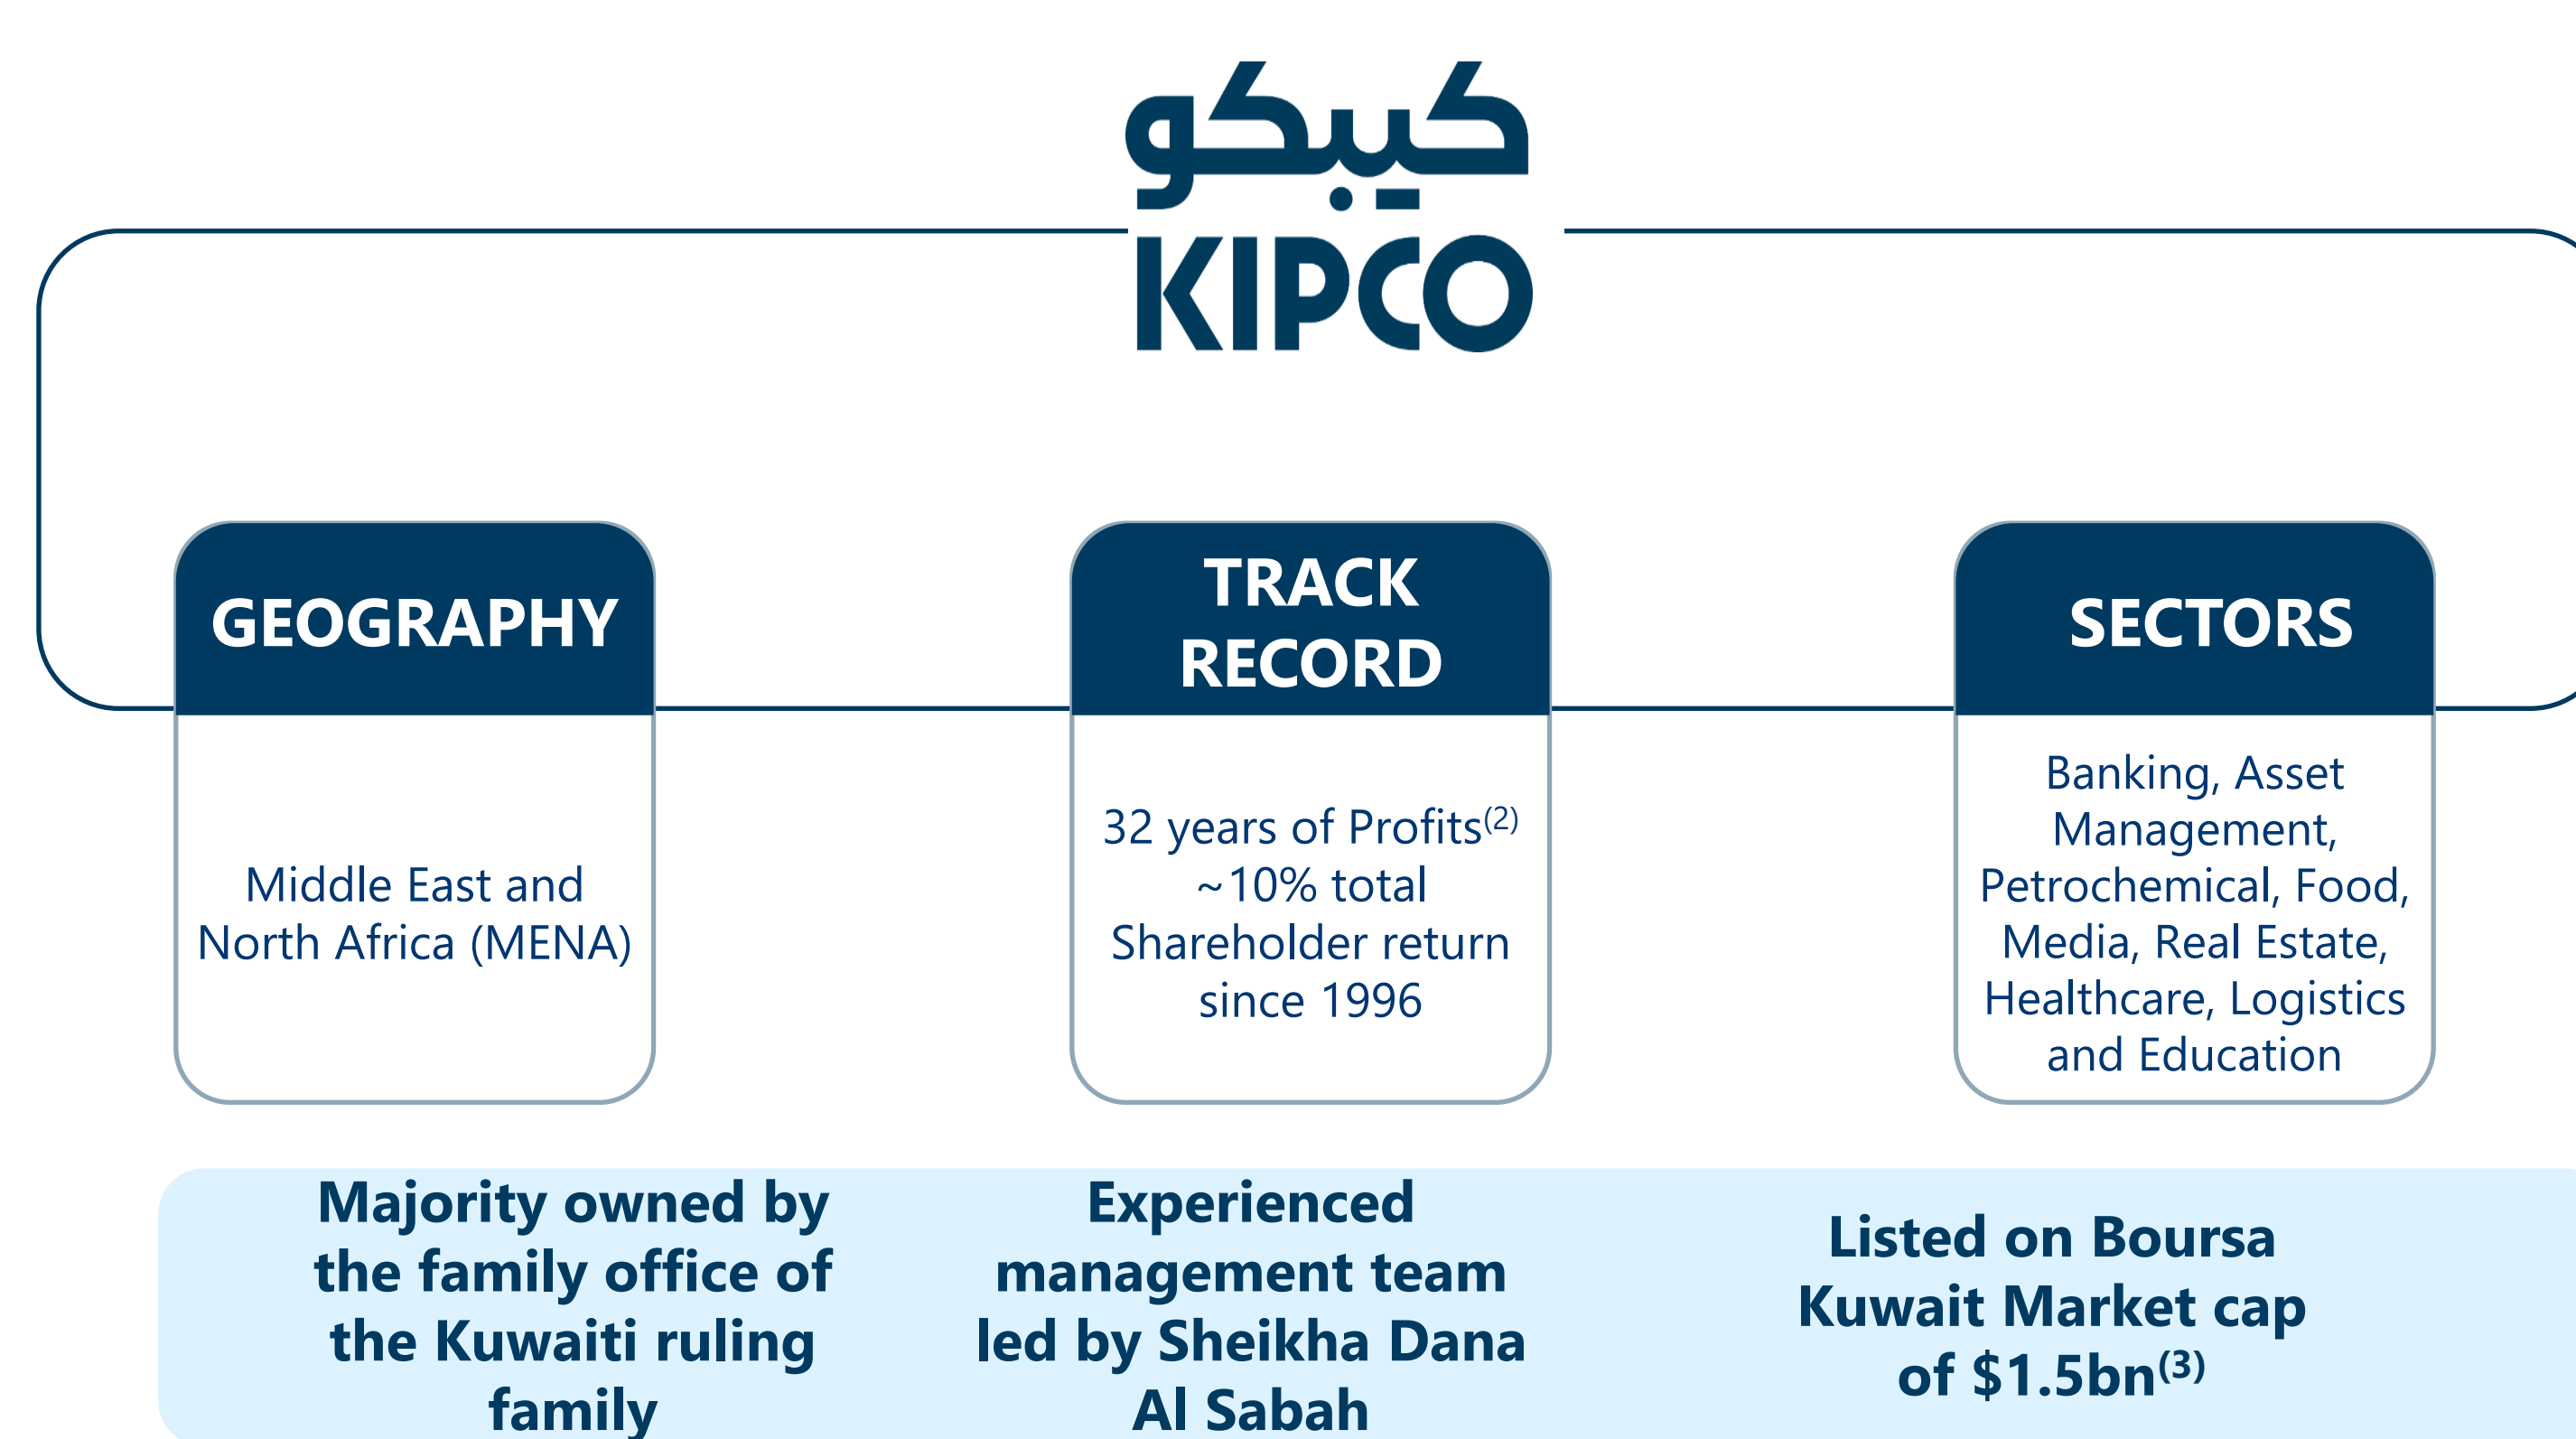 كيبكو
KIPCO
GEOGRAPHY
Middle East and
North Africa (MENA)
TRACK
RECORD
32 years of Profits(2)
~10% total
Shareholder return
since 1996
SECTORS
Banking, Asset
Management,
Petrochemical, Food,
Media, Real Estate,
Healthcare, Logistics
and Education
Majority owned by
the family office of
the Kuwaiti ruling
family
Experienced
management team
led by Sheikha Dana
Al Sabah
Listed on Boursa
Kuwait Market cap
of $1.5bn(3)